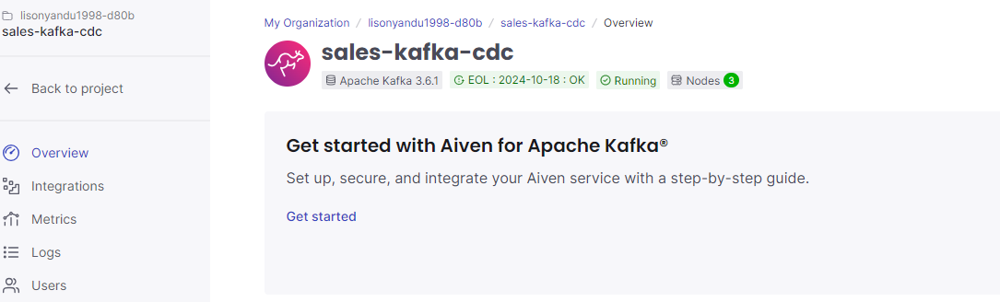 lisonyandu1998-d80b
sales-kafka-cdc
Back to project
Overview
Integrations
Metrics
Logs
Users
My Organization / lisonyandu1998-d80b / sales-kafka-cdc / Overview
sales-kafka-cdc
Apache Kafka 3.6.1 EOL : 2024-10-18 : OK Running Nodes 3
Get started with Aiven for Apache Kafka®
Set up, secure, and integrate your Aiven service with a step-by-step guide.
Get started